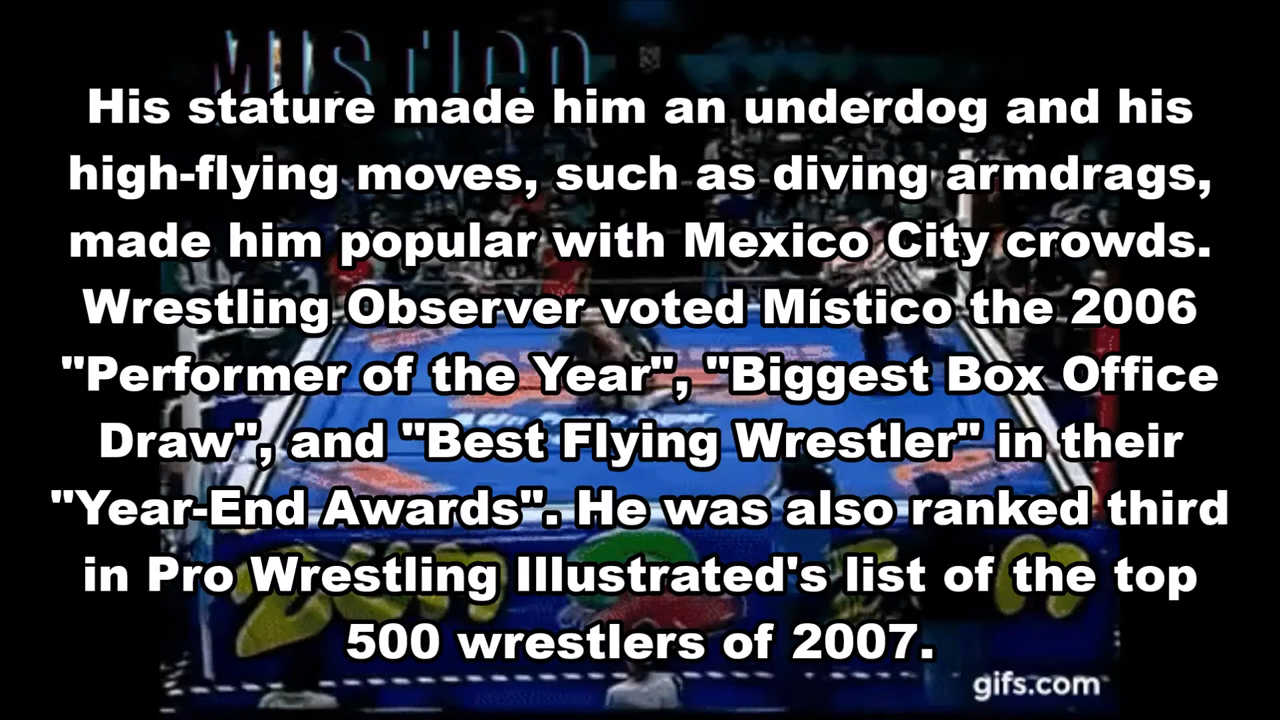 MISTICO
His stature made him an underdog and his
high-flying moves, such as diving armdrags,
made him popular with Mexico City crowds.
Wrestling Observer voted Místico the 2006
"Performer of the Year", "Biggest Box Office
Draw", and "Best Flying Wrestler" in their
"Year-End Awards". He was also ranked third
in Pro Wrestling Illustrated's list of the top
500 wrestlers of 2007.
gifs.com